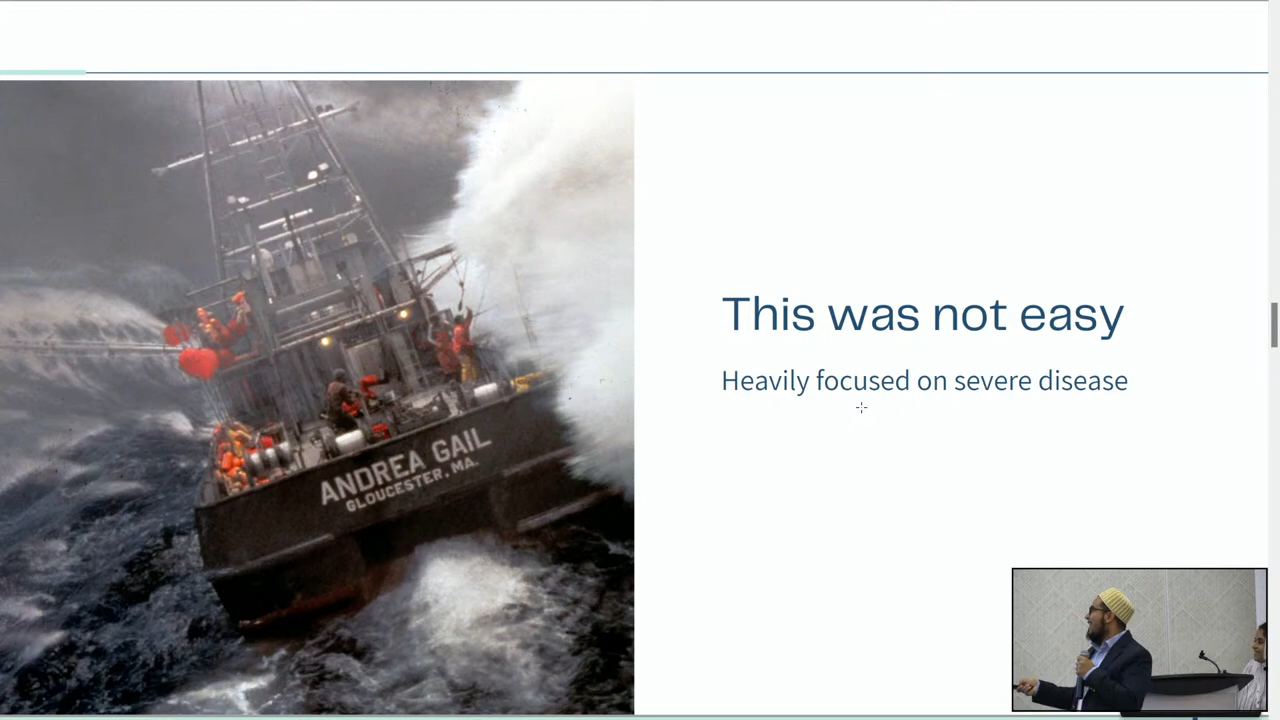 ANDREA GAIL
GLOUCESTER, MA.
This was not easy
Heavily focused on severe disease